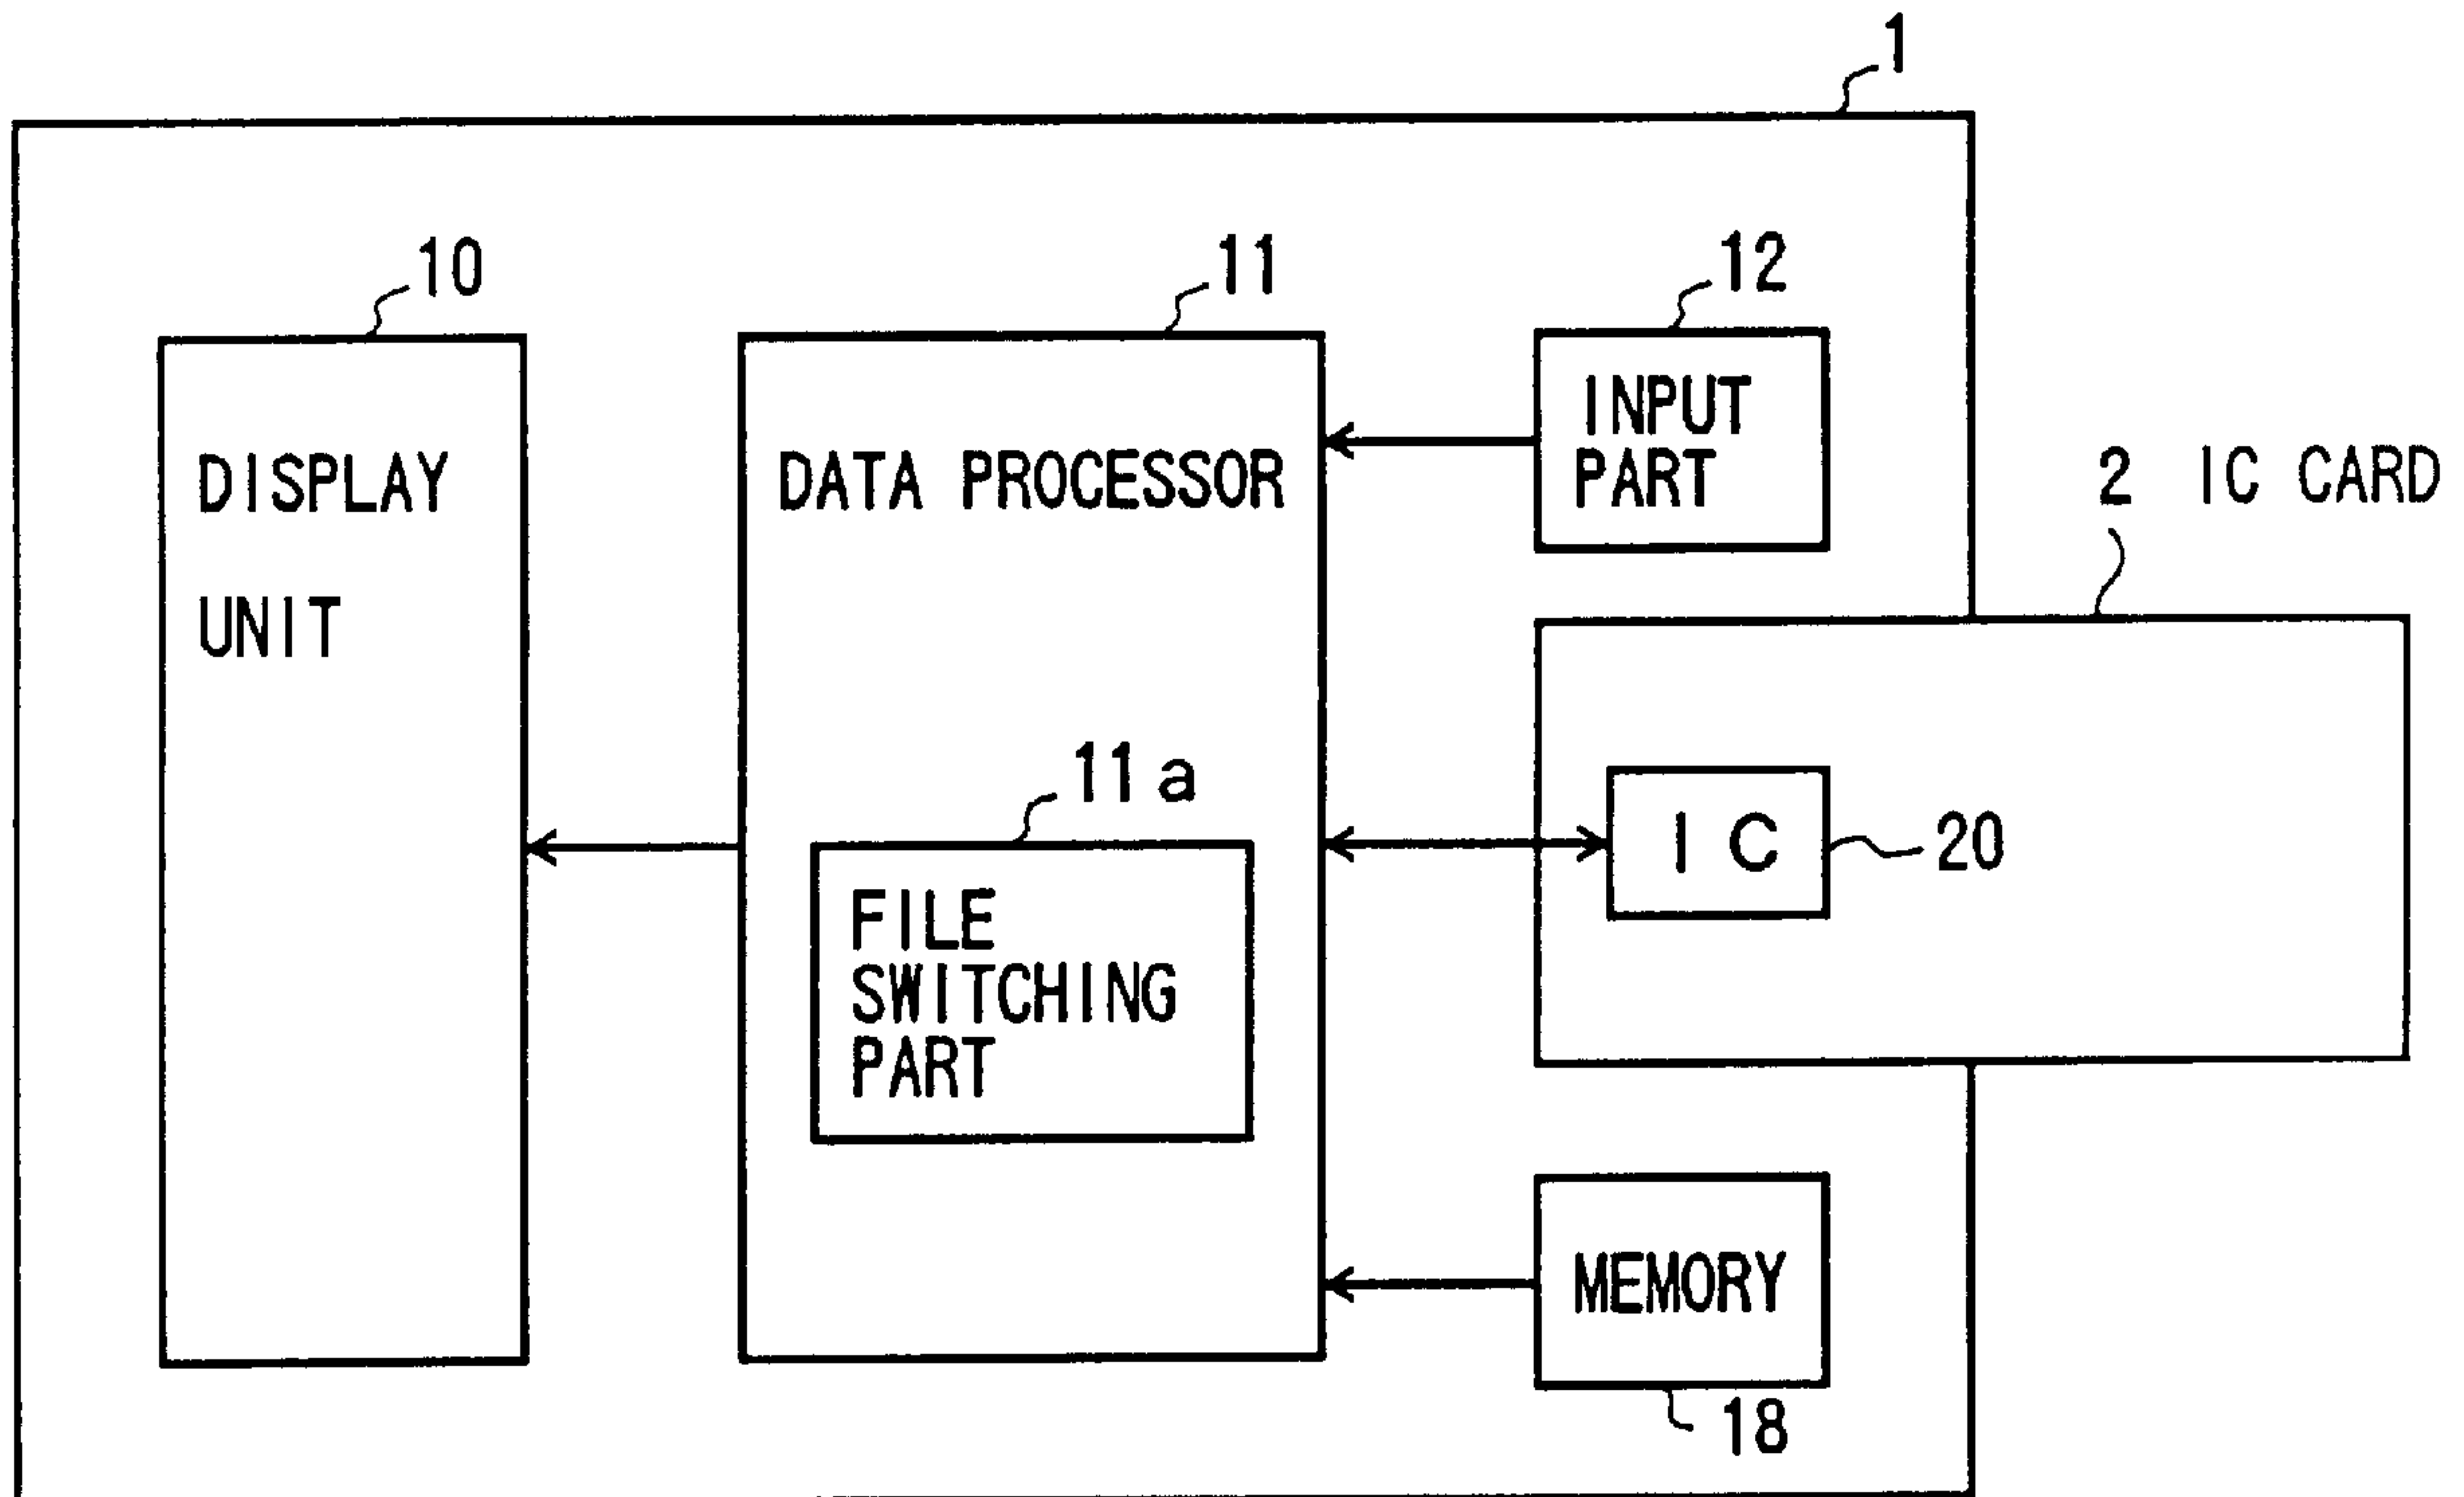 1
10
11
12
DISPLAY
UNIT
DATA PROCESSOR
INPUT
PART
2 IC CARD
11a
FILE
SWITCHING
PART
IC
20
MEMORY
18